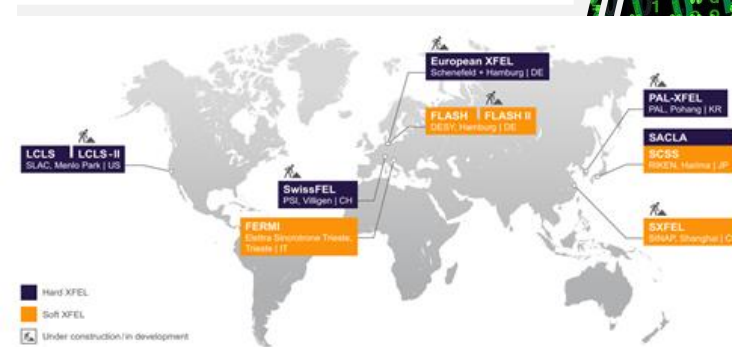 European XFEL
Schenefeld + Hamburg | DE
FLASH | FLASH II
DESY, Hamburg | DE
PAL-XFEL
PAL, Pohang | KR
SACLA
SCSS
RIKEN, Harima | JP
LCLS | LCLS-II
SLAC, Menlo Park | US
SwissFEL
PSI, Villigen | CH
FERMI
Elettra Sincrotrone Trieste,
Trieste | IT
SXFEL
SINAP, Shanghai |
Hard XFEL
Soft XFEL
Under construction/in development